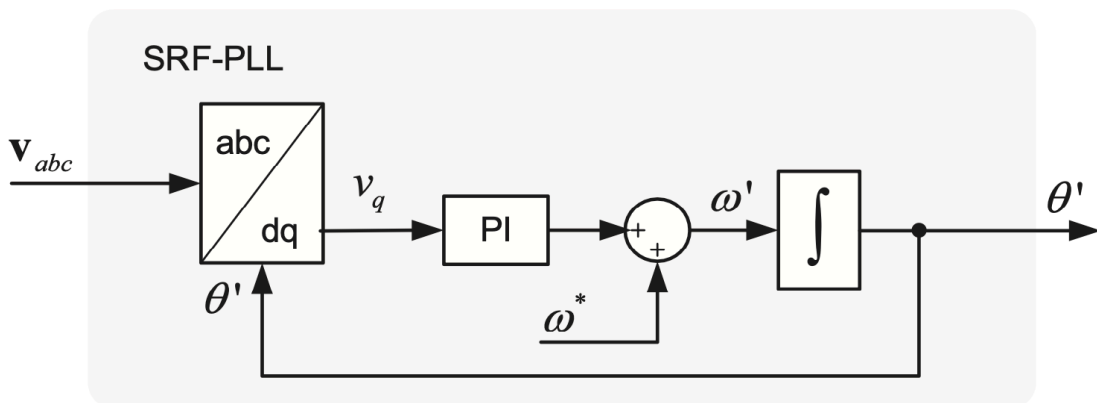 SRF-PLL
v_abc
abc
dq
v_q
PI
+
+
ω'
∫
θ'
θ'
ω*